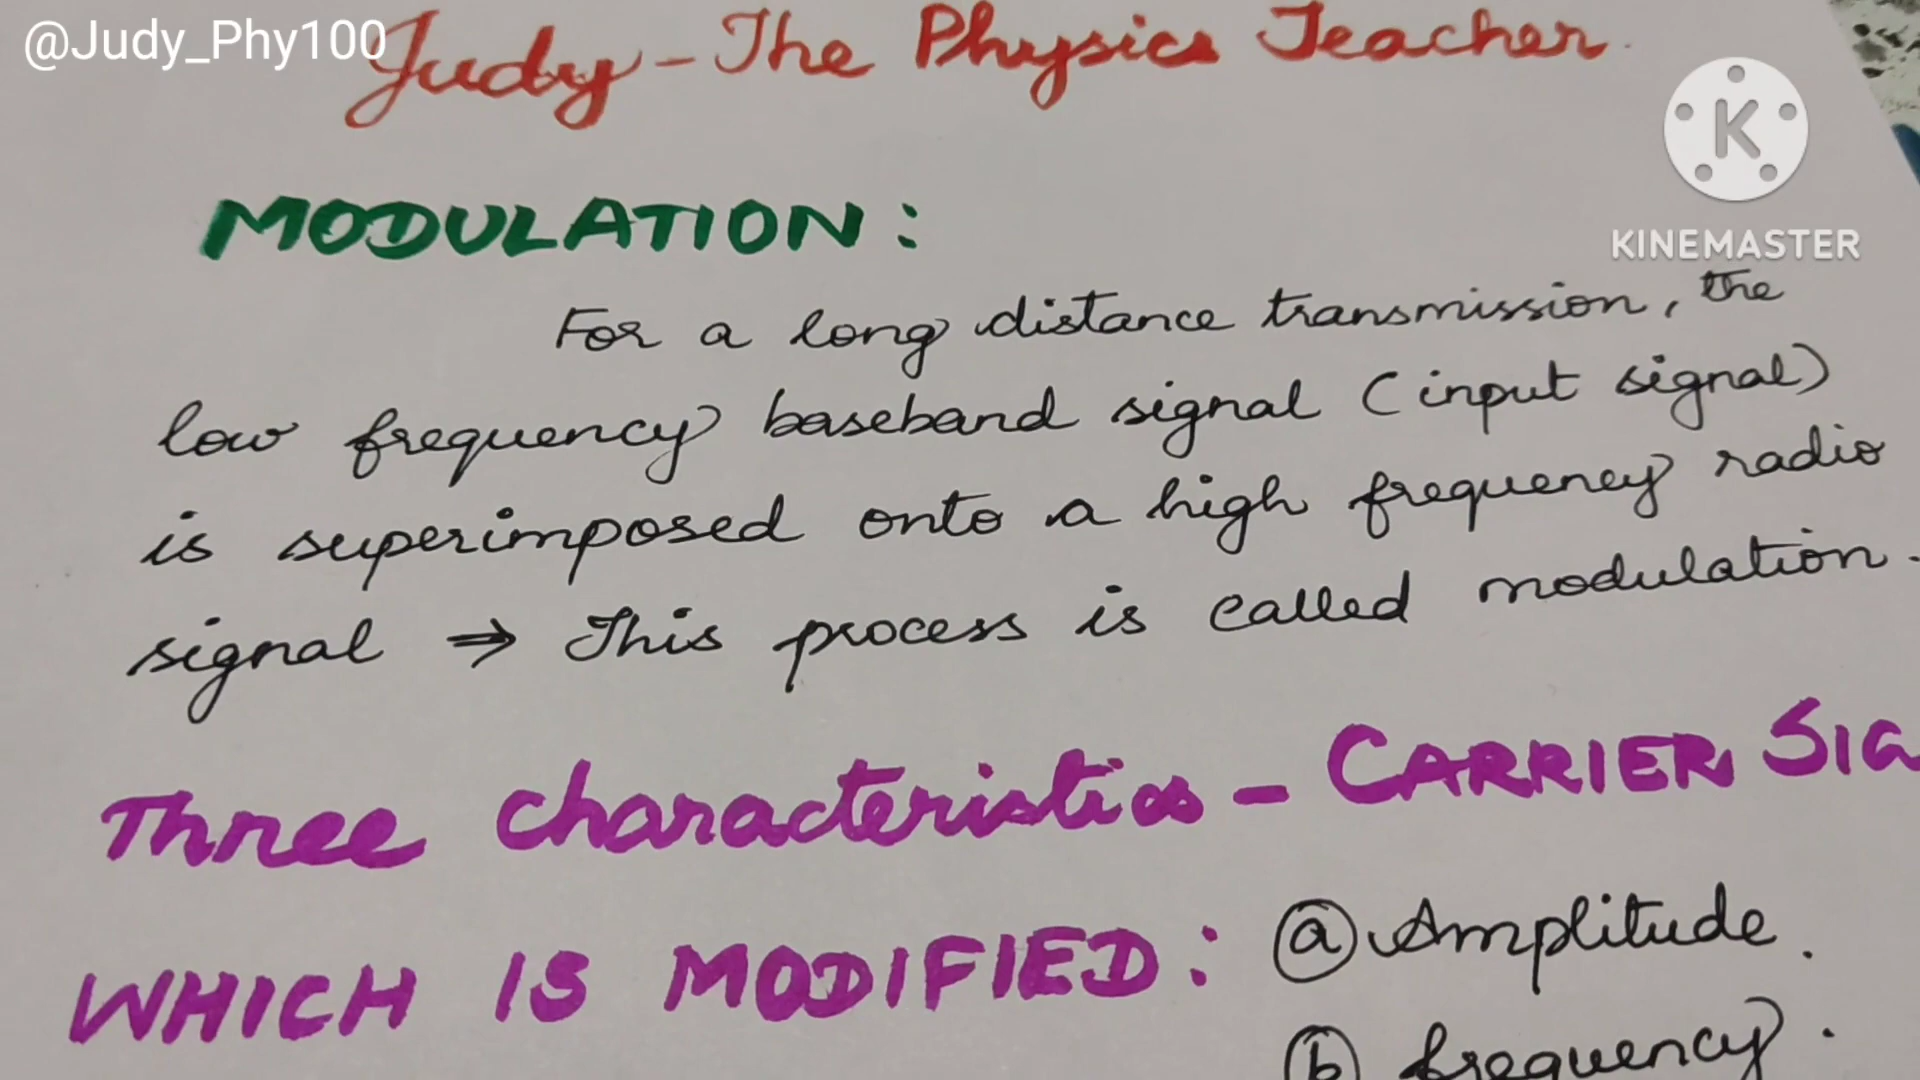 @Judy_Phy100
Judy - The Physics Teacher
K
KINEMASTER
MODULATION :
For a long distance transmission, the
low frequency baseband signal (input signal)
is superimposed onto a high frequency radio
signal ⇒ This process is called modulation.
Three characteristics - CARRIER SIG
WHICH IS MODIFIED : ⓐ Amplitude.
ⓑ frequency.